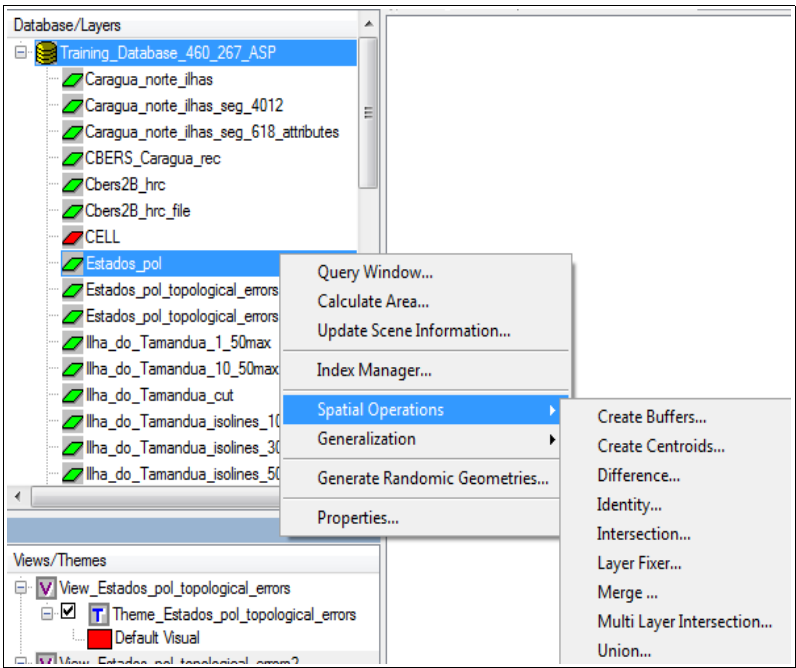 Database/Layers
Training_Database_460_267_ASP
Caragua_norte_ilhas
Caragua_norte_ilhas_seg_4012
Caragua_norte_ilhas_seg_618_attributes
CBERS_Caragua_rec
Cbers2B_hrc
Cbers2B_hrc_file
CELL
Estados_pol
Estados_pol_topological_errors
Estados_pol_topological_errors
Ilha_do_Tamandua_1_50max
Ilha_do_Tamandua_10_50max
Ilha_do_Tamandua_cut
Ilha_do_Tamandua_isolines_10
Ilha_do_Tamandua_isolines_30
Ilha_do_Tamandua_isolines_50
Query Window...
Calculate Area...
Update Scene Information...
Index Manager...
Spatial Operations
Generalization
Generate Randomic Geometries...
Properties...
Create Buffers...
Create Centroids...
Difference...
Identity...
Intersection...
Layer Fixer...
Merge ...
Multi Layer Intersection...
Union...
Views/Themes
View_Estados_pol_topological_errors
Theme_Estados_pol_topological_errors
Default Visual
View_Estados_pol_topological_errors2